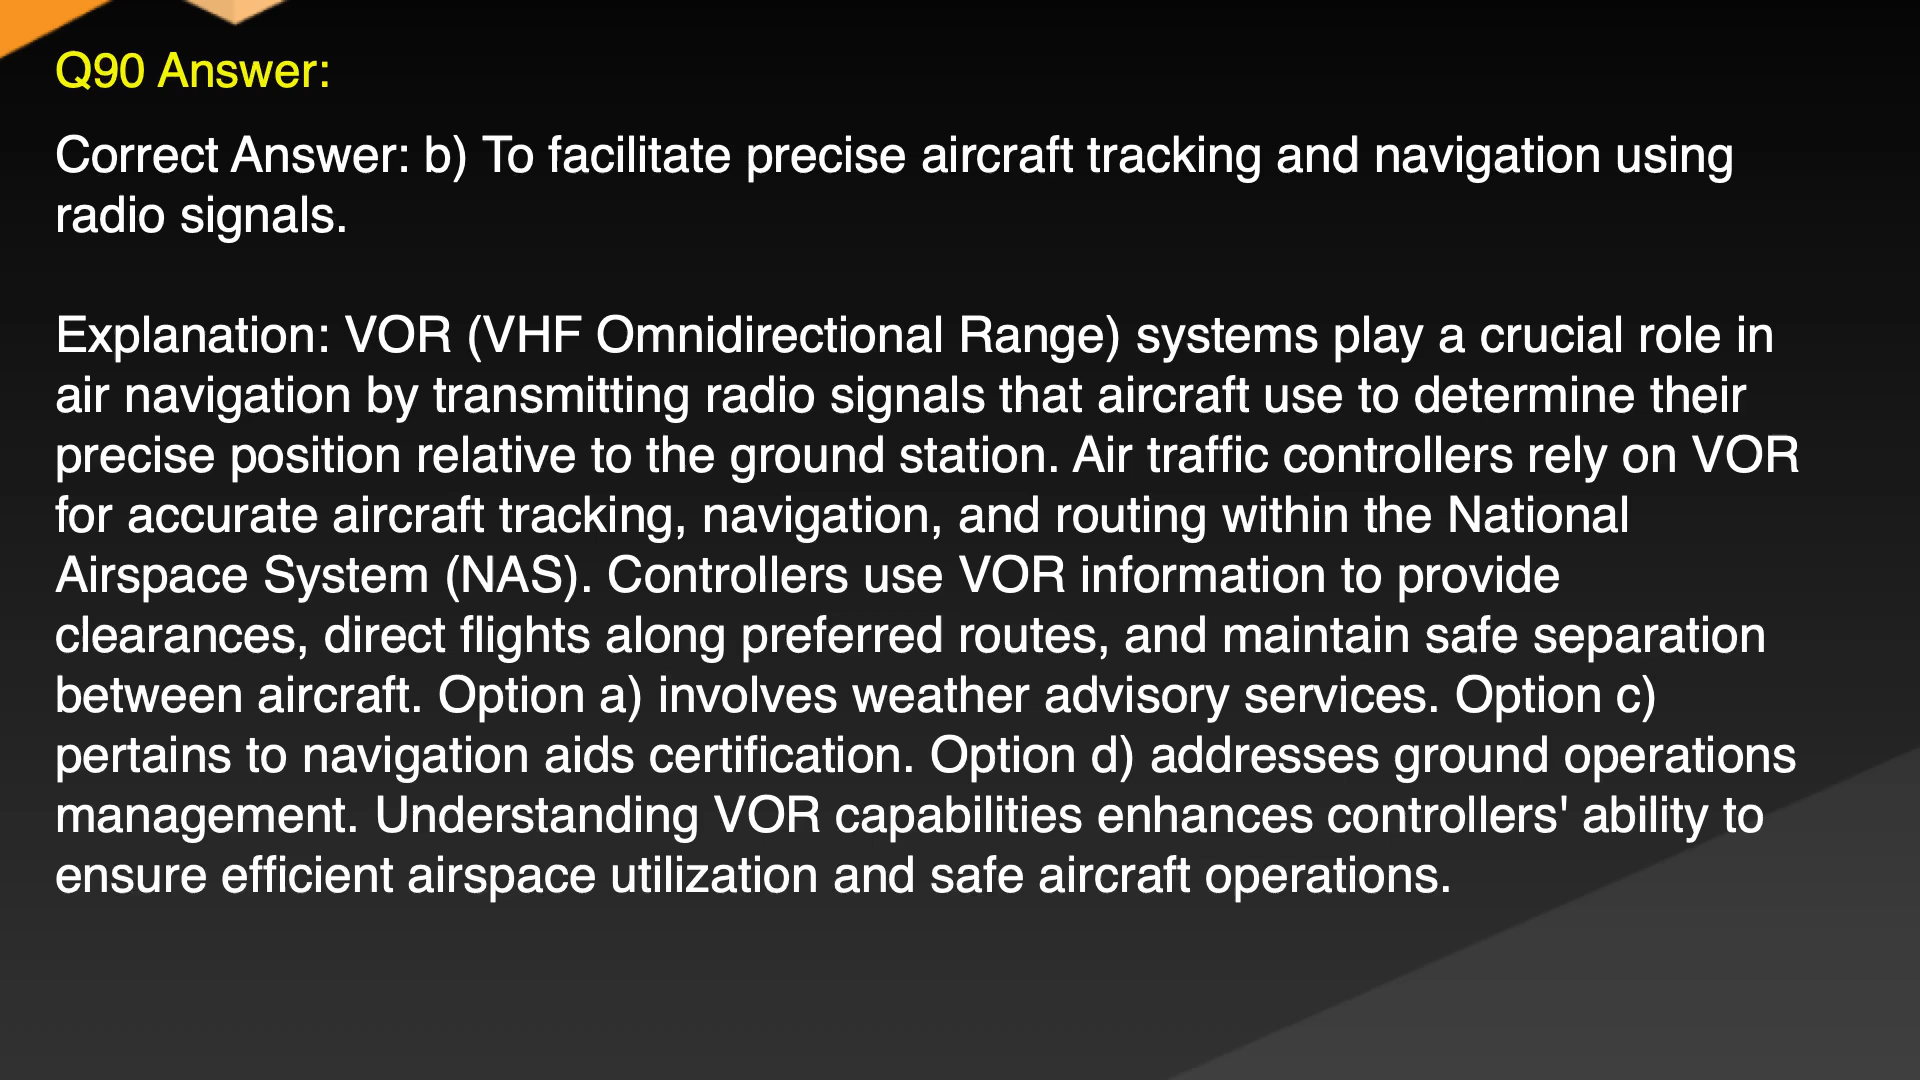 Q90 Answer:
Correct Answer: b) To facilitate precise aircraft tracking and navigation using
radio signals.
Explanation: VOR (VHF Omnidirectional Range) systems play a crucial role in
air navigation by transmitting radio signals that aircraft use to determine their
precise position relative to the ground station. Air traffic controllers rely on VOR
for accurate aircraft tracking, navigation, and routing within the National
Airspace System (NAS). Controllers use VOR information to provide
clearances, direct flights along preferred routes, and maintain safe separation
between aircraft. Option a) involves weather advisory services. Option c)
pertains to navigation aids certification. Option d) addresses ground operations
management. Understanding VOR capabilities enhances controllers' ability to
ensure efficient airspace utilization and safe aircraft operations.